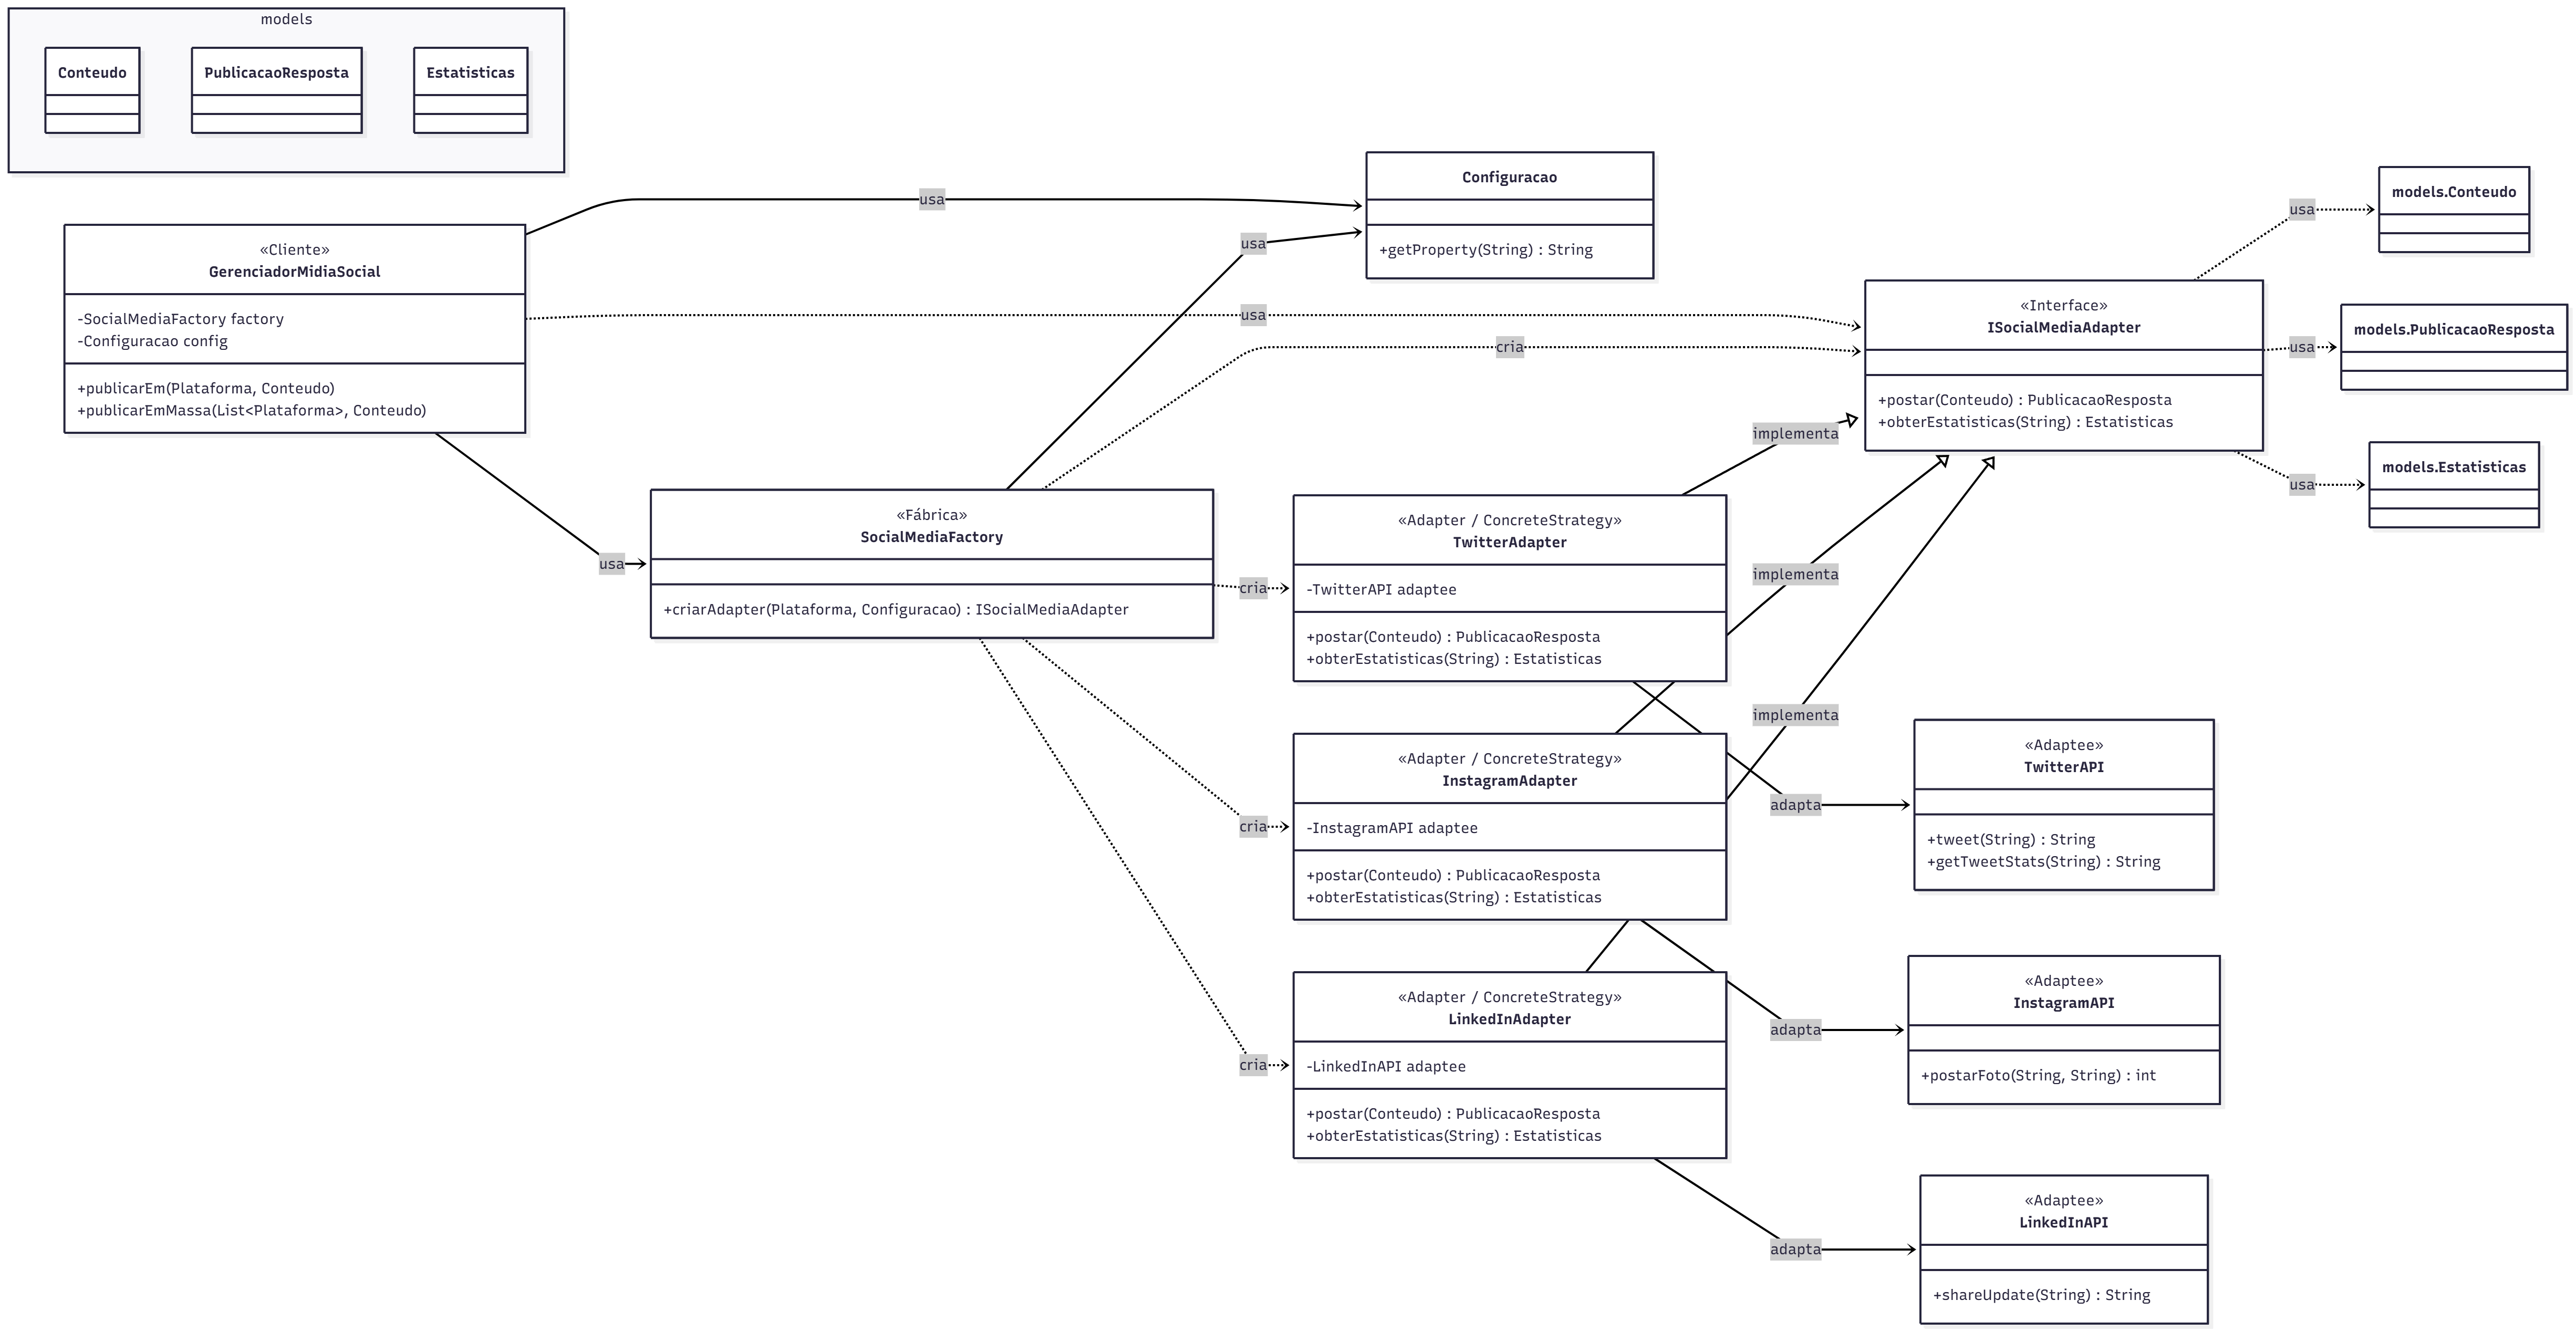 models
Conteudo
PublicacaoResposta
Estatisticas
«Cliente»
GerenciadorMidiaSocial
-SocialMediaFactory factory
-Configuracao config
+publicarEm(Plataforma, Conteudo)
+publicarEmMassa(List<Plataforma>, Conteudo)
usa
usa
usa
cria
usa
Configuracao
+getProperty(String) : String
«Fábrica»
SocialMediaFactory
+criarAdapter(Plataforma, Configuracao) : ISocialMediaAdapter
cria
cria
cria
«Interface»
ISocialMediaAdapter
+postar(Conteudo) : PublicacaoResposta
+obterEstatisticas(String) : Estatisticas
usa
usa
usa
models.Conteudo
models.PublicacaoResposta
models.Estatisticas
«Adapter / ConcreteStrategy»
TwitterAdapter
-TwitterAPI adaptee
+postar(Conteudo) : PublicacaoResposta
+obterEstatisticas(String) : Estatisticas
«Adapter / ConcreteStrategy»
InstagramAdapter
-InstagramAPI adaptee
+postar(Conteudo) : PublicacaoResposta
+obterEstatisticas(String) : Estatisticas
«Adapter / ConcreteStrategy»
LinkedInAdapter
-LinkedInAPI adaptee
+postar(Conteudo) : PublicacaoResposta
+obterEstatisticas(String) : Estatisticas
implementa
implementa
implementa
adapta
adapta
adapta
«Adaptee»
TwitterAPI
+tweet(String) : String
+getTweetStats(String) : String
«Adaptee»
InstagramAPI
+postarFoto(String, String) : int
«Adaptee»
LinkedInAPI
+shareUpdate(String) : String